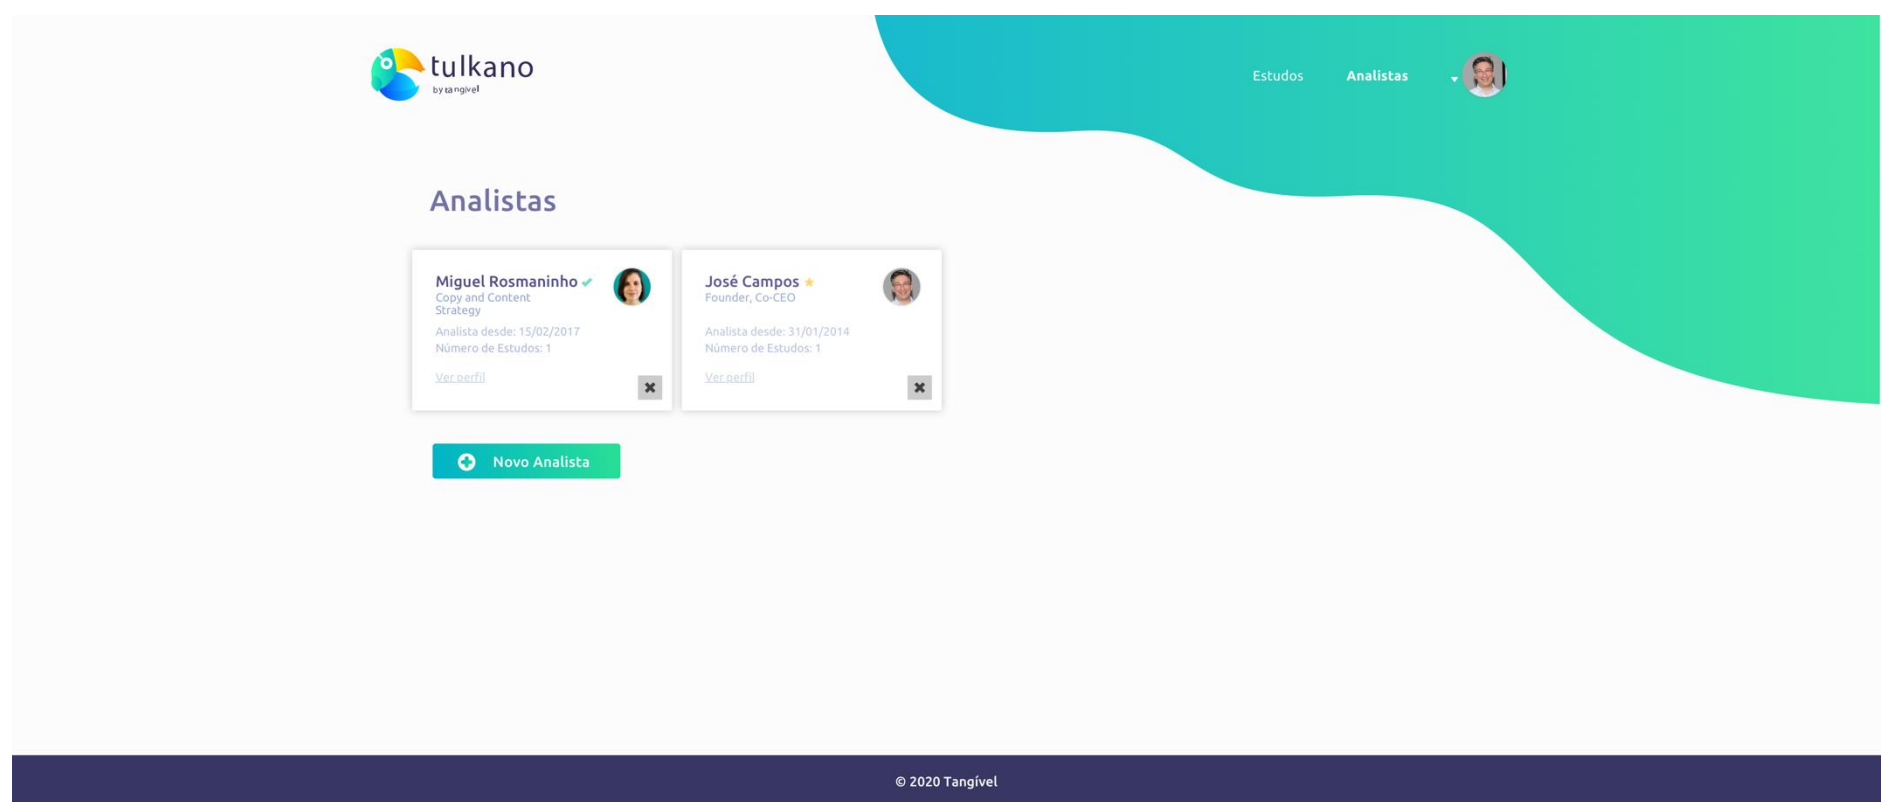 tulkano
by tangível
Estudos
Analistas
Analistas
Miguel Rosmaninho
Copy and Content
Strategy
Analista desde: 15/02/2017
Número de Estudos: 1
Ver perfil
José Campos
Founder, Co-CEO
Analista desde: 31/01/2014
Número de Estudos: 1
Ver perfil
Novo Analista
© 2020 Tangível